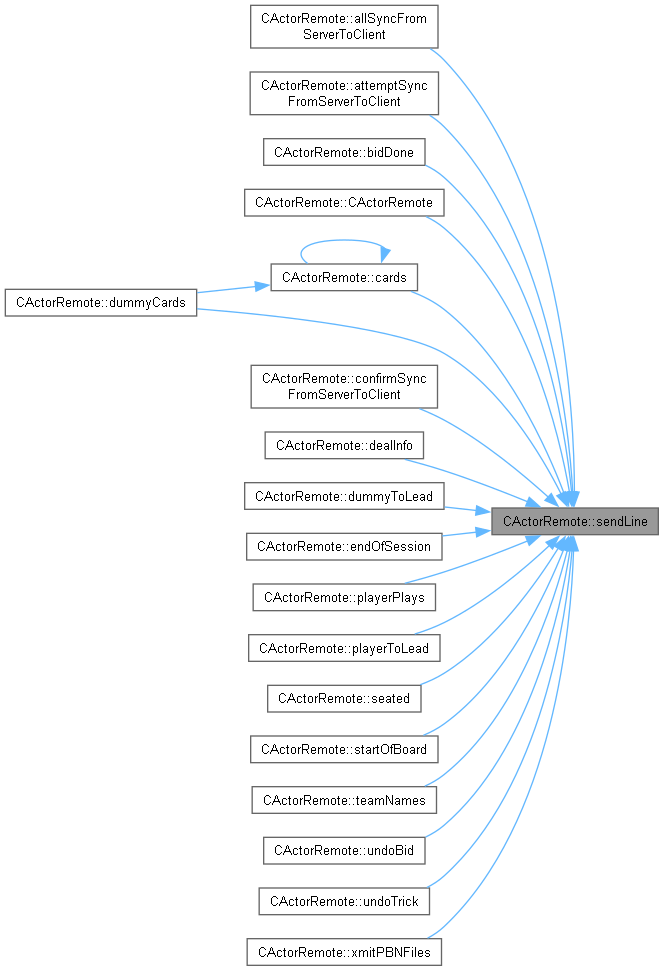 CActorRemote::allSyncFrom
ServerToClient
CActorRemote::attemptSync
FromServerToClient
CActorRemote::bidDone
CActorRemote::CActorRemote
CActorRemote::cards
CActorRemote::dummyCards
CActorRemote::confirmSync
FromServerToClient
CActorRemote::dealInfo
CActorRemote::dummyToLead
CActorRemote::sendLine
CActorRemote::endOfSession
CActorRemote::playerPlays
CActorRemote::playerToLead
CActorRemote::seated
CActorRemote::startOfBoard
CActorRemote::teamNames
CActorRemote::undoBid
CActorRemote::undoTrick
CActorRemote::xmitPBNFiles